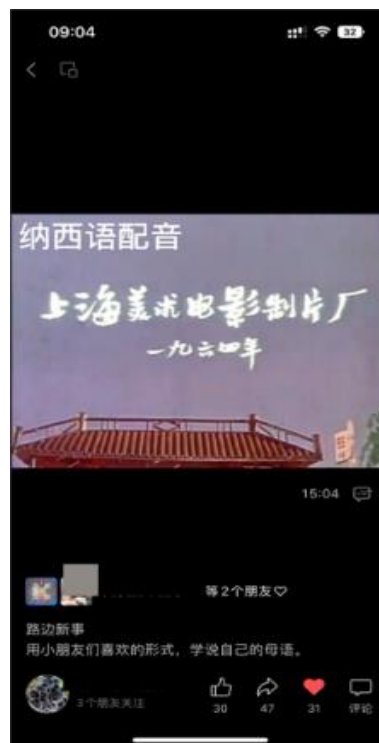 09:04
32
纳西语配音
上海美术电影制片厂
一九六四年
15:04
等2个朋友♡
路边新事
用小朋友们喜欢的形式，学说自己的母语。
3个朋友关注
30
47
31
评论